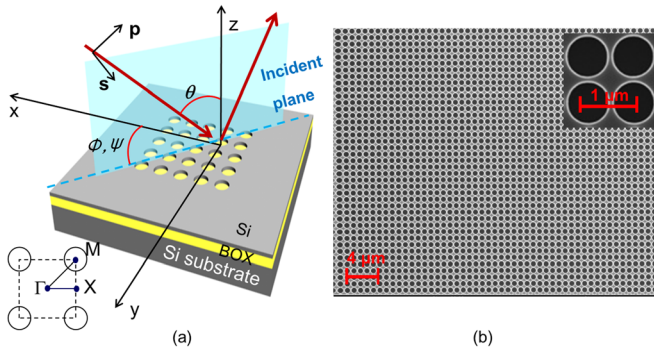 p
s
z
θ
Incident
plane
x
Φ, Ψ
Si
BOX
Si substrate
M
Γ
X
y
(a)
1 μm
4 μm
(b)